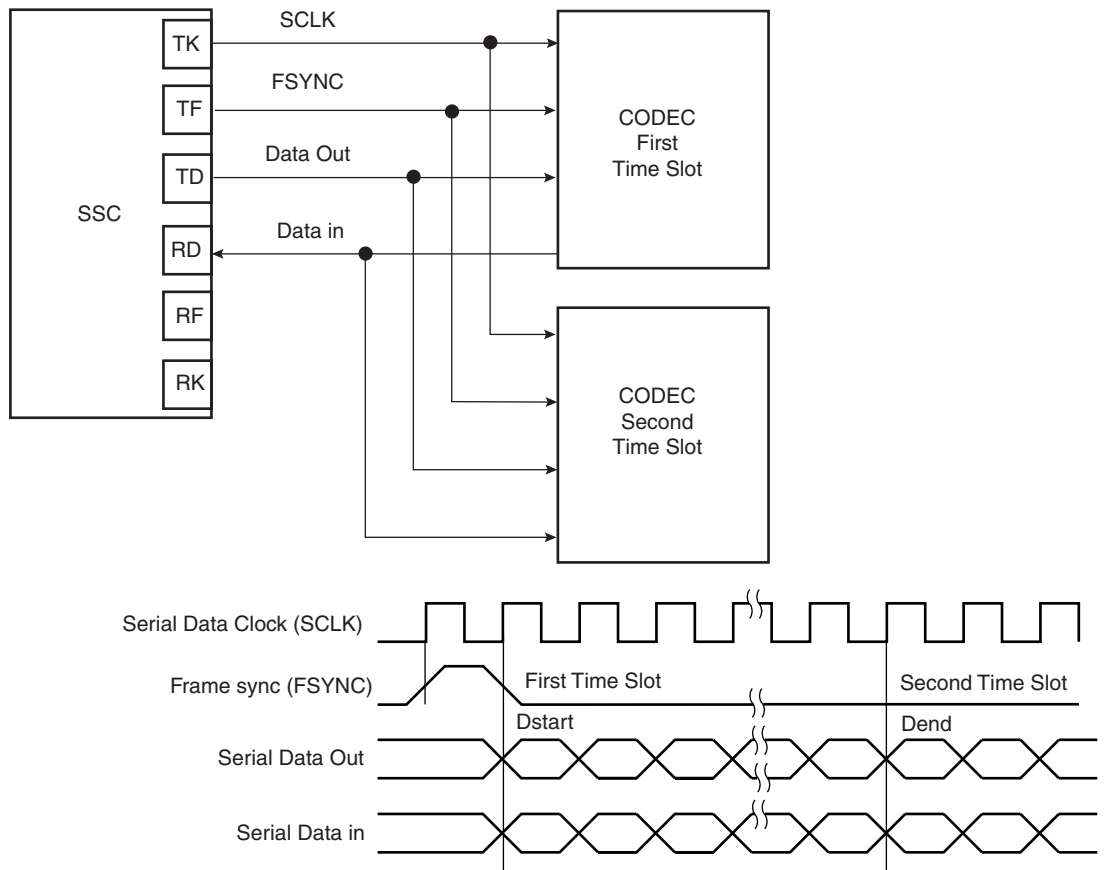 SSC
TK
TF
TD
RD
RF
RK
SCLK
FSYNC
Data Out
Data in
CODEC
First
Time Slot
CODEC
Second
Time Slot
Serial Data Clock (SCLK)
Frame sync (FSYNC)
First Time Slot
Second Time Slot
Dstart
Dend
Serial Data Out
Serial Data in